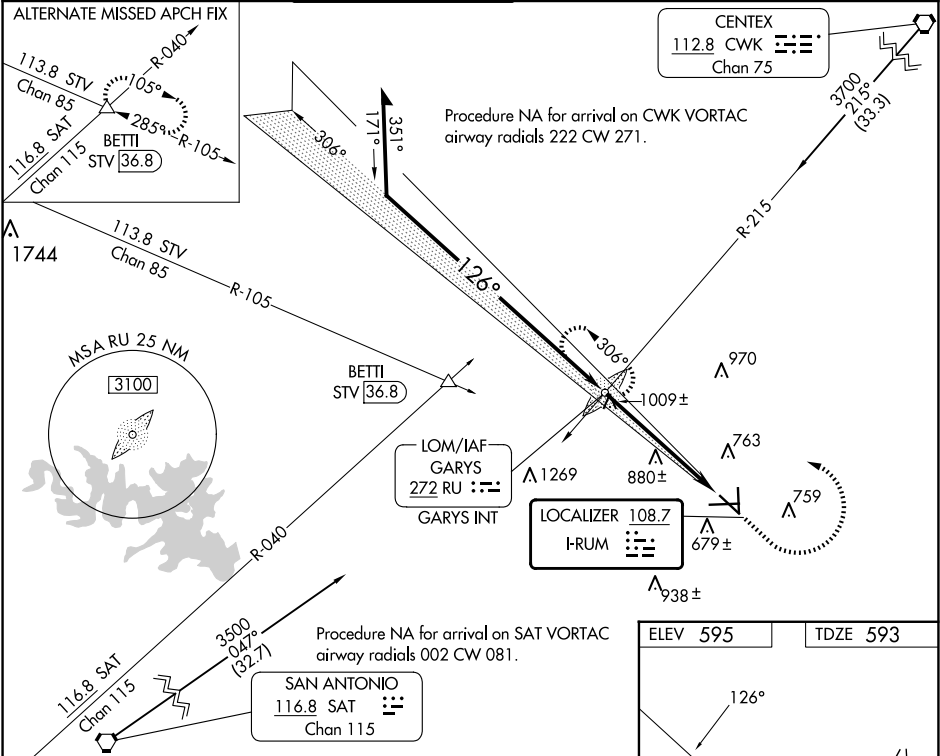 ALTERNATE MISSED APCH FIX
113.8 STV
Chan 85
R-040
105°
285°
R-105
BETTI
STV 36.8
116.8 SAT
Chan 115
CENTEX
112.8 CWK
Chan 75
3700
215°
(33.3)
R-215
Procedure NA for arrival on CWK VORTAC
airway radials 222 CW 271.
306°
171°
351°
126°
1744
113.8 STV
Chan 85
R-105
MSA RU 25 NM
3100
BETTI
STV 36.8
306°
970
1009±
763
LOM/IAF
GARYS
272 RU
GARYS INT
1269
880±
759
LOCALIZER 108.7
I-RUM
679±
938±
R-040
116.8 SAT
Chan 115
3500
047°
(32.7)
Procedure NA for arrival on SAT VORTAC
airway radials 002 CW 081.
SAN ANTONIO
116.8 SAT
Chan 115
ELEV 595
TDZE 593
126°